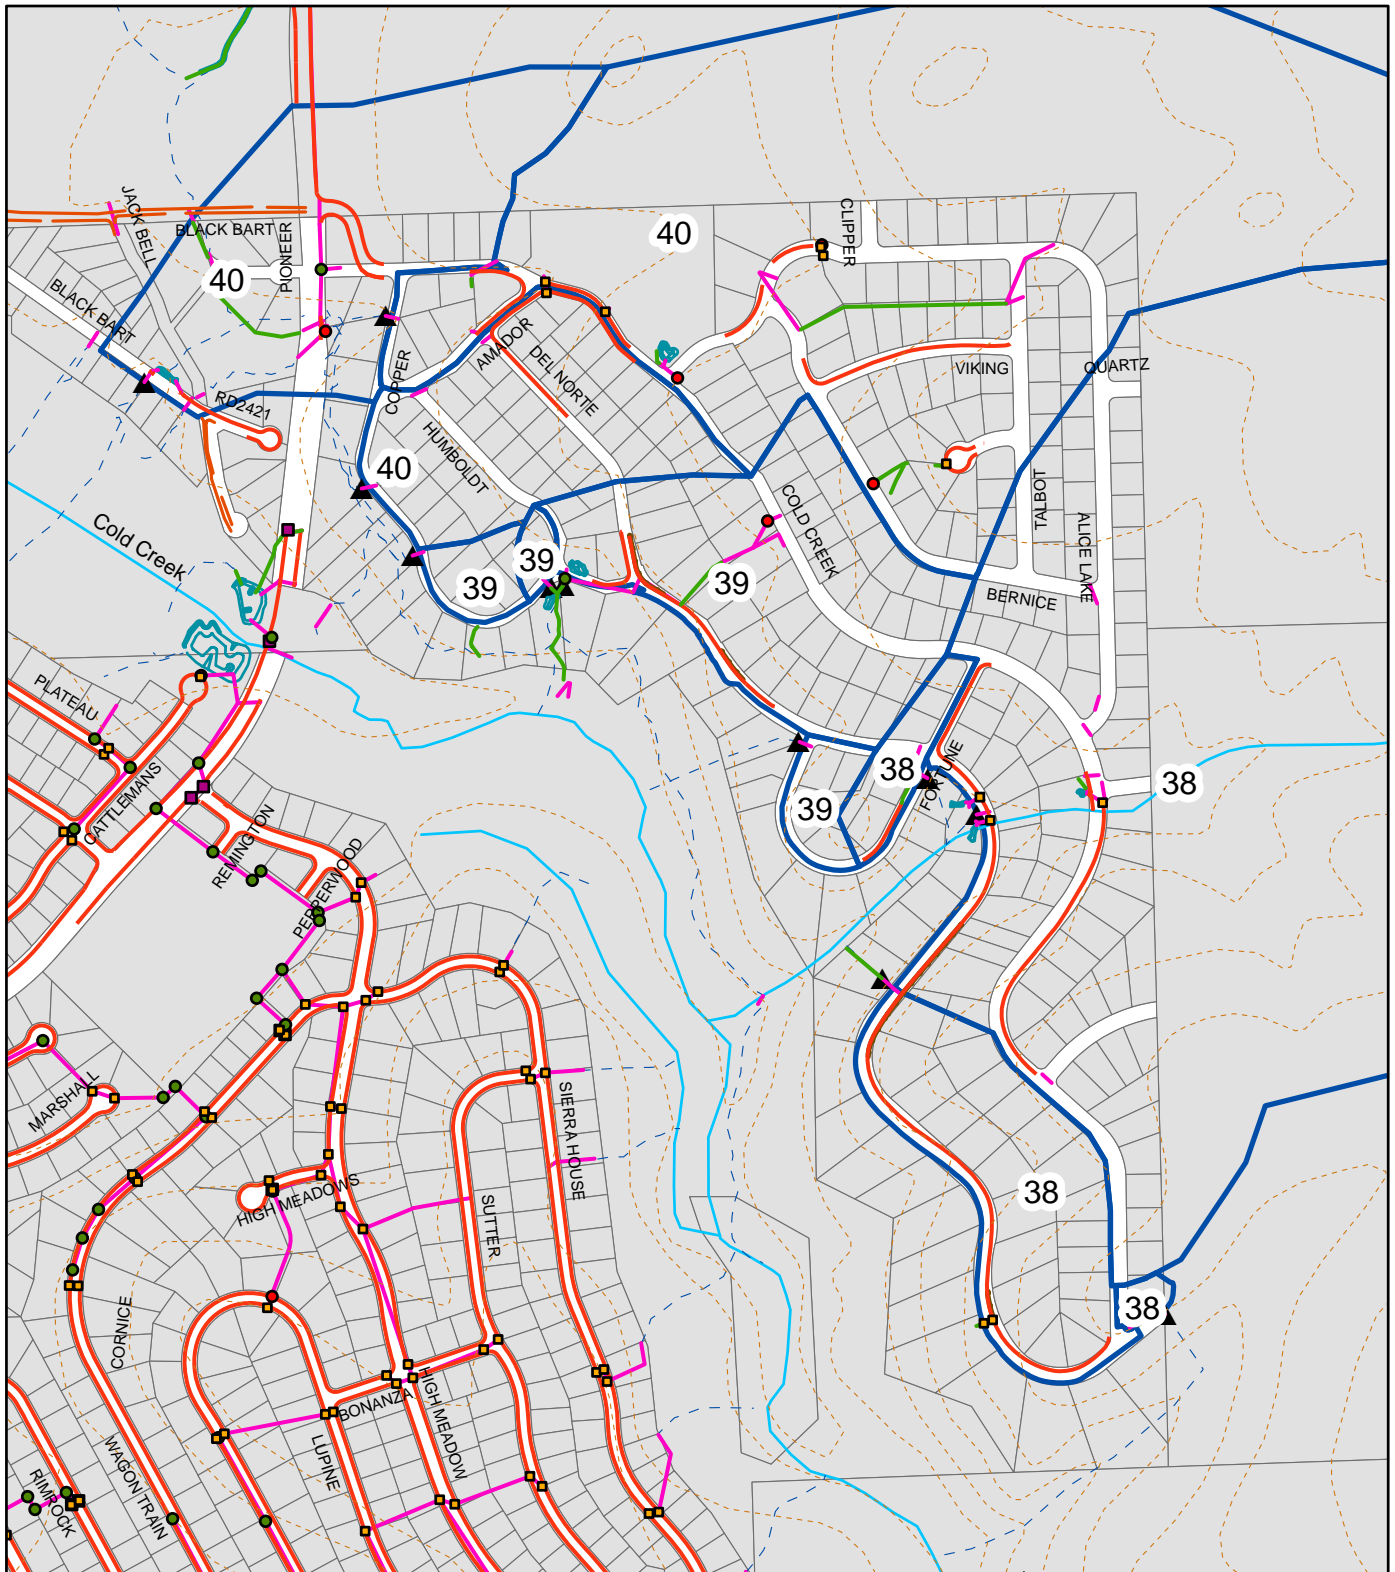 JACK BELL
BLACK BART
PIONEER
40
CLIPPER
40
BLACK BART
AMADOR
DEL NORTE
COPPER
VIKING
QUARTZ
RD2421
HUMBOLDT
40
COLD CREEK
TALBOT
ALICE LAKE
Cold Creek
39
39
39
BERNICE
PLATEAU
CATTLEMANS
38
FORTUNE
38
39
REMINGTON
PEPPERWOOD
MARSHALL
SIERRA HOUSE
HIGH MEADOWS
SUTTER
38
38
CORNICE
BONANZA
HIGH MEADOW
LUPINE
WAGON TRAIN
RIMROCK